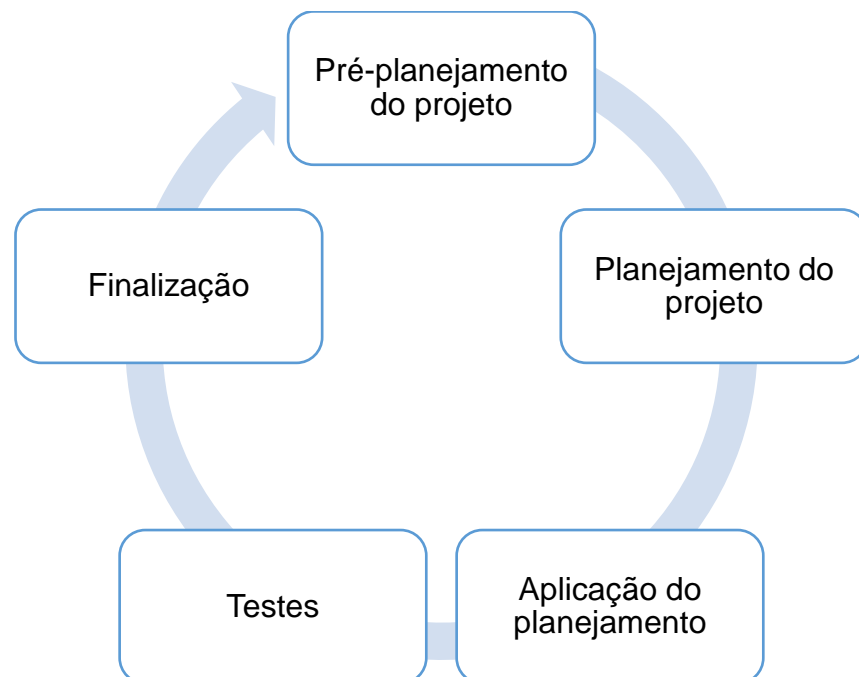 Pré-planejamento
do projeto
Planejamento do
projeto
Aplicação do
planejamento
Testes
Finalização